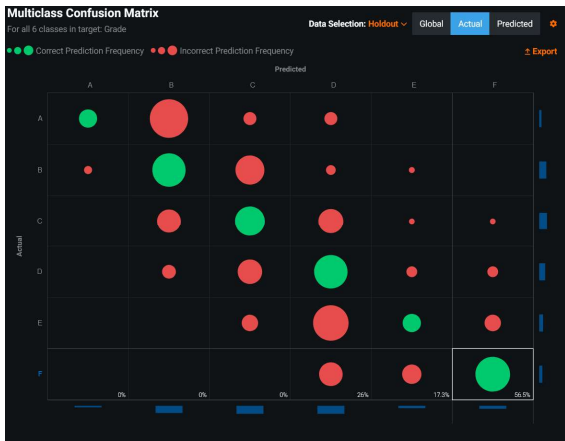 Multiclass Confusion Matrix
For all 6 classes in target: Grade
Data Selection: Holdout
Global
Actual
Predicted
Correct Prediction Frequency
Incorrect Prediction Frequency
Export
Predicted
A B C D E F
Actual
A
B
C
D
E
F
0% 0% 0% 26% 17.3% 56.5%